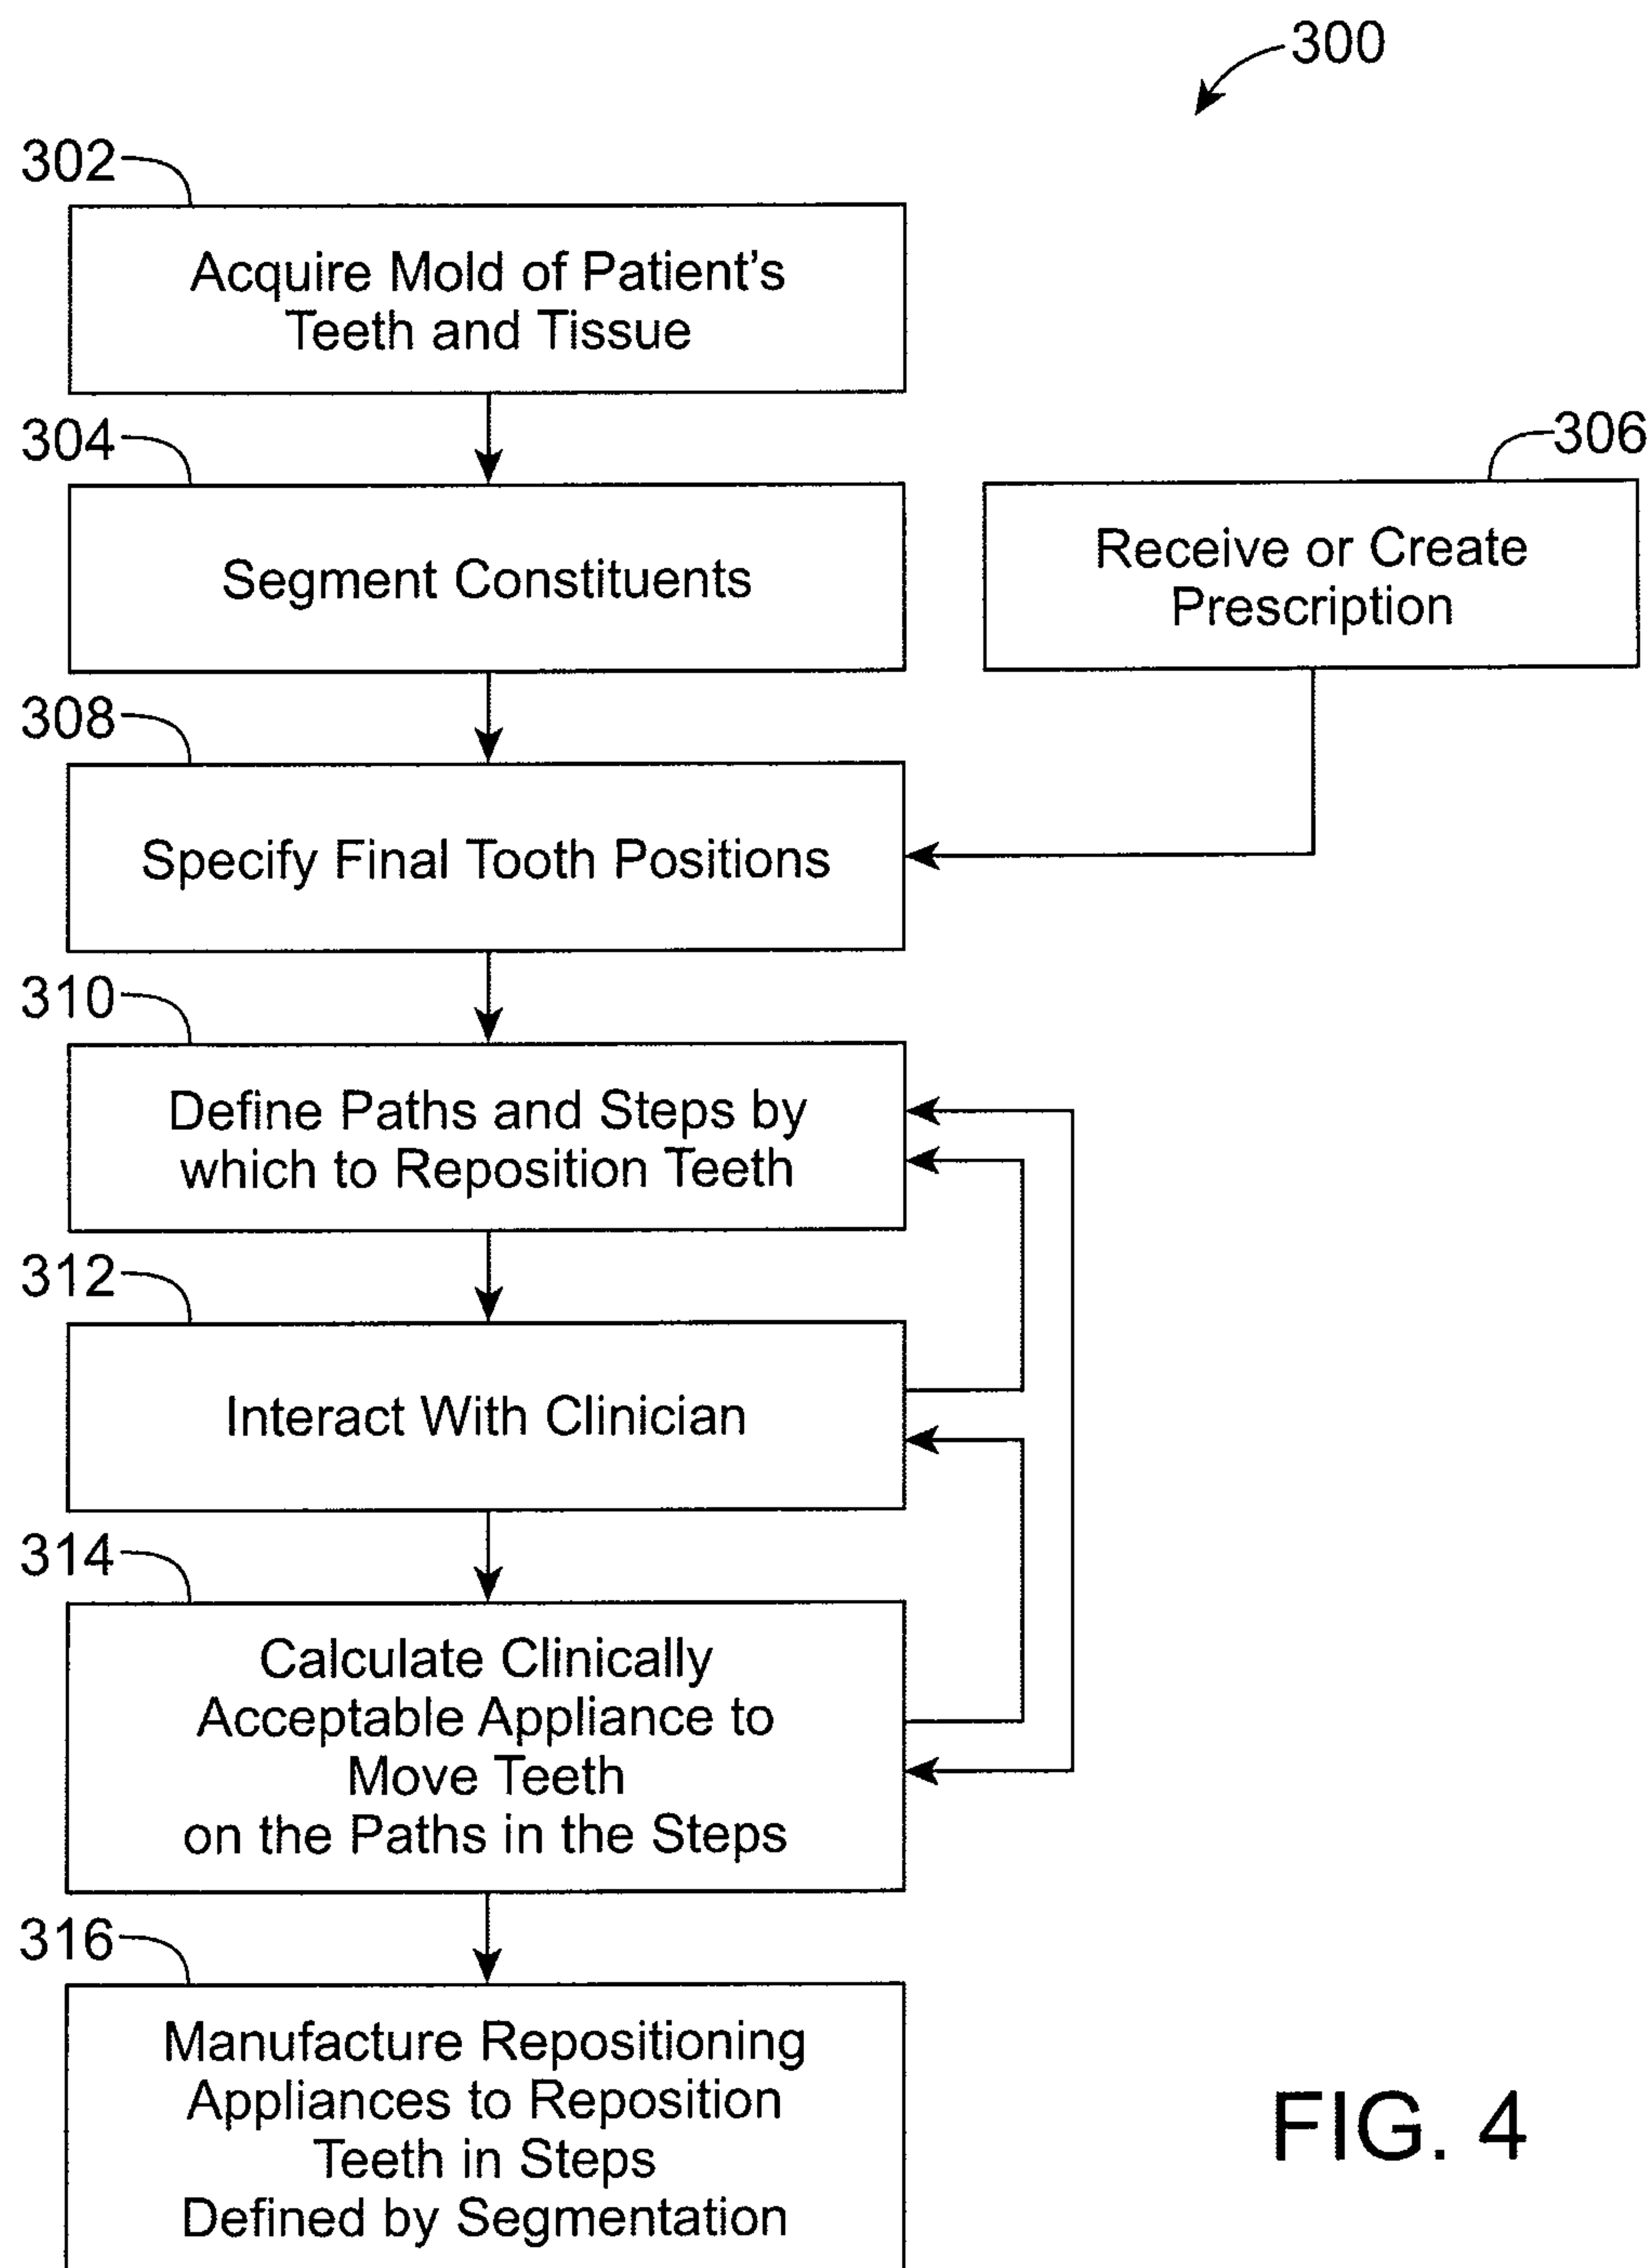 300
302
Acquire Mold of Patient's
Teeth and Tissue
304
Segment Constituents
306
Receive or Create
Prescription
308
Specify Final Tooth Positions
310
Define Paths and Steps by
which to Reposition Teeth
312
Interact With Clinician
314
Calculate Clinically
Acceptable Appliance to
Move Teeth
on the Paths in the Steps
316
Manufacture Repositioning
Appliances to Reposition
Teeth in Steps
Defined by Segmentation
FIG. 4